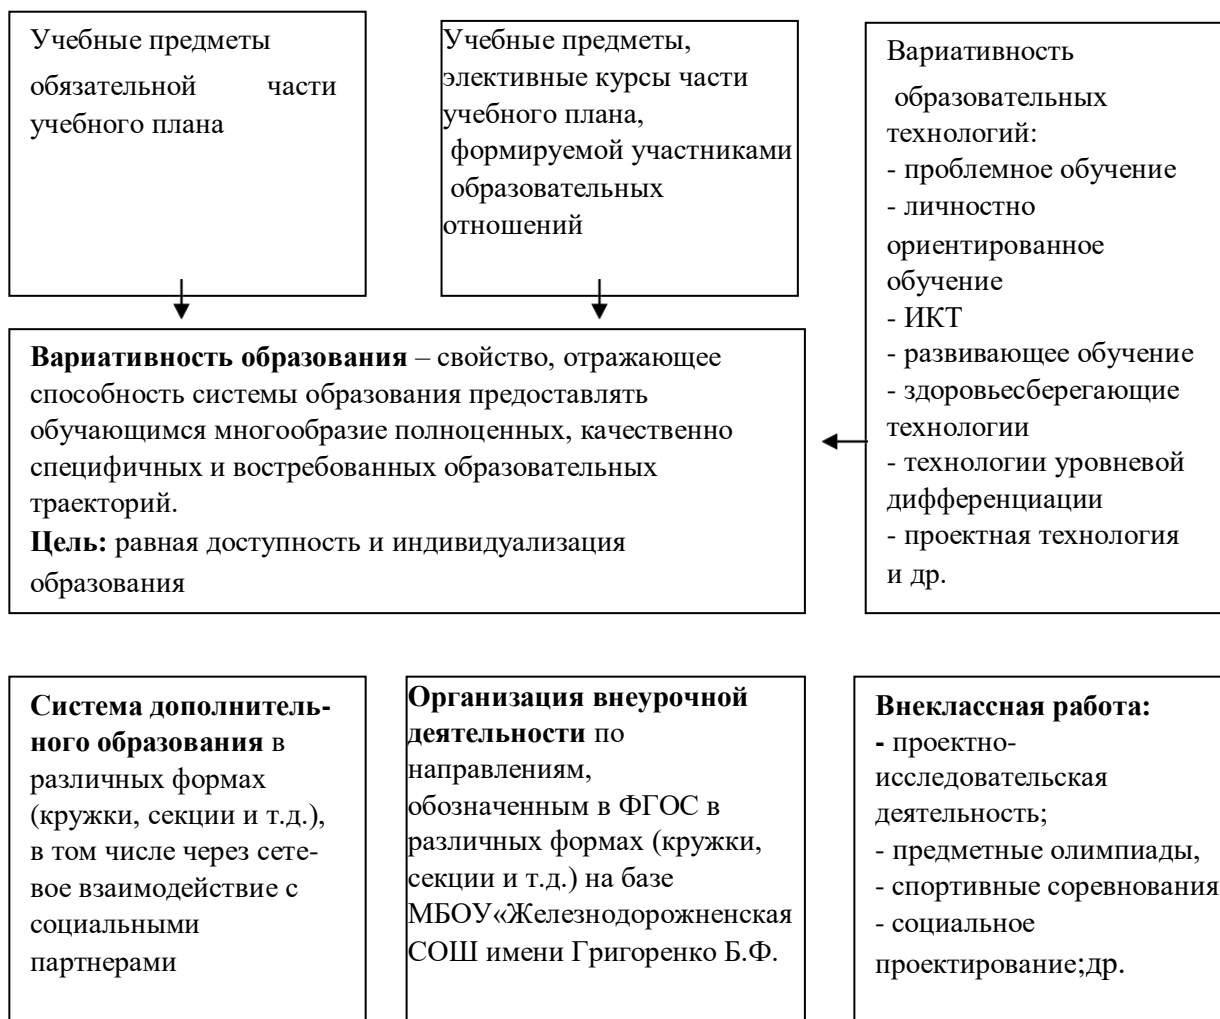 Учебные предметы
обязательной части
учебного плана
Учебные предметы,
элективные курсы части
учебного плана,
формируемой участниками
образовательных
отношений
Вариативность
образовательных
технологий:
- проблемное обучение
- личностно
ориентированное
обучение
- ИКТ
- развивающее обучение
- здоровьесберегающие
технологии
- технологии уровневой
дифференциации
- проектная технология
и др.
Вариативность образования – свойство, отражающее
способность системы образования предоставлять
обучающимся многообразие полноценных, качественно
специфичных и востребованных образовательных
траекторий.
Цель: равная доступность и индивидуализация
образования
Система дополнитель-
ного образования в
различных формах
(кружки, секции и т.д.),
в том числе через сете-
вое взаимодействие с
социальными
партнерами
Организация внеурочной
деятельности по
направлениям,
обозначенным в ФГОС в
различных формах (кружки,
секции и т.д.) на базе
МБОУ«Железнодорожненская
СОШ имени Григоренко Б.Ф.
Внеклассная работа:
- проектно-
исследовательская
деятельность;
- предметные олимпиады,
- спортивные соревнования
- социальное
проектирование;др.